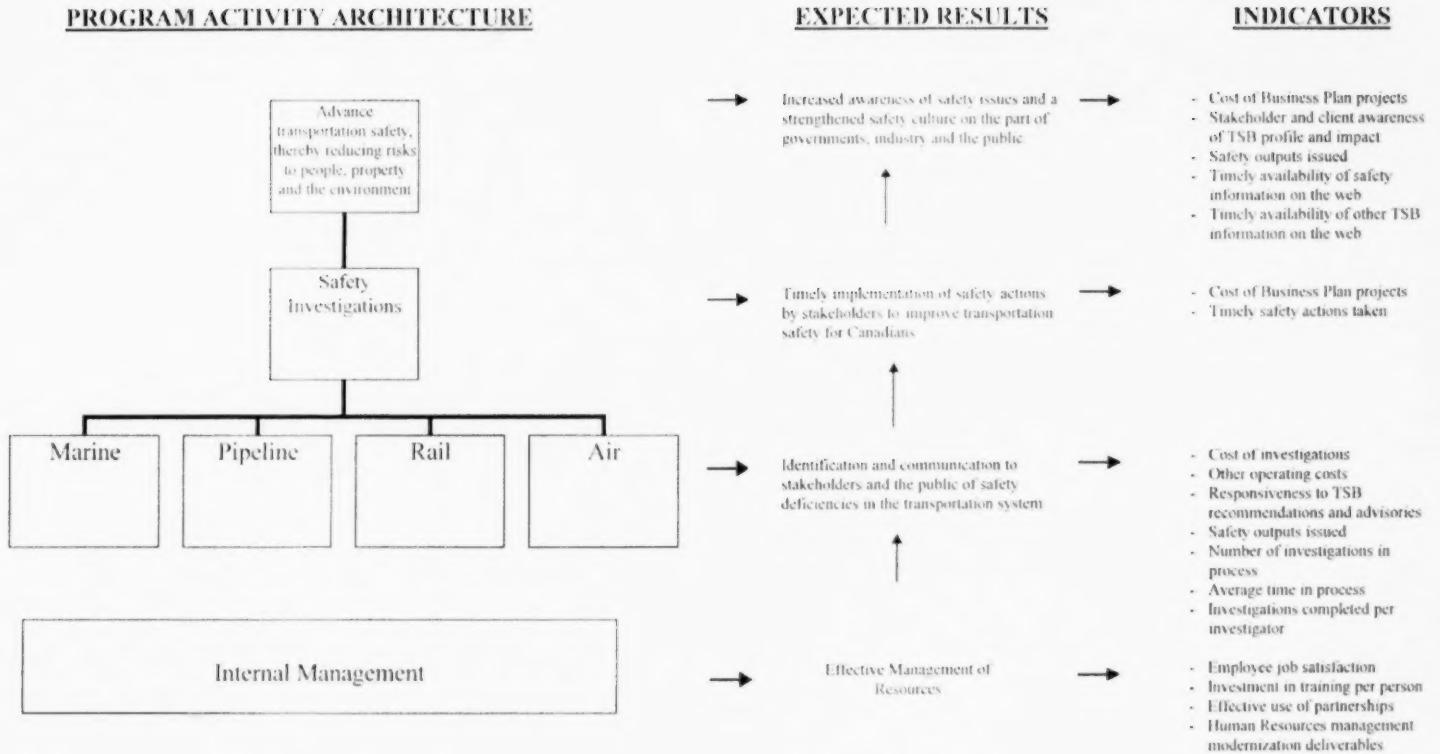 PROGRAM ACTIVITY ARCHITECTURE
EXPECTED RESULTS
INDICATORS
Advance
transportation safety,
thereby reducing risks
to people, property
and the environment
Increased awareness of safety issues and a
strengthened safety culture on the part of
governments, industry and the public
- Cost of Business Plan projects
- Stakeholder and client awareness
of TSB profile and impact
- Safety outputs issued
- Timely availability of safety
information on the web
- Timely availability of other TSB
information on the web
Safety
Investigations
Timely implementation of safety actions
by stakeholders to improve transportation
safety for Canadians
- Cost of Business Plan projects
- Timely safety actions taken
Marine
Pipeline
Rail
Air
Identification and communication to
stakeholders and the public of safety
deficiencies in the transportation system
- Cost of investigations
- Other operating costs
- Responsiveness to TSB
recommendations and advisories
- Safety outputs issued
- Number of investigations in
process
- Average time in process
- Investigations completed per
investigator
Internal Management
Effective Management of
Resources
- Employee job satisfaction
- Investment in training per person
- Effective use of partnerships
- Human Resources management
modernization deliverables